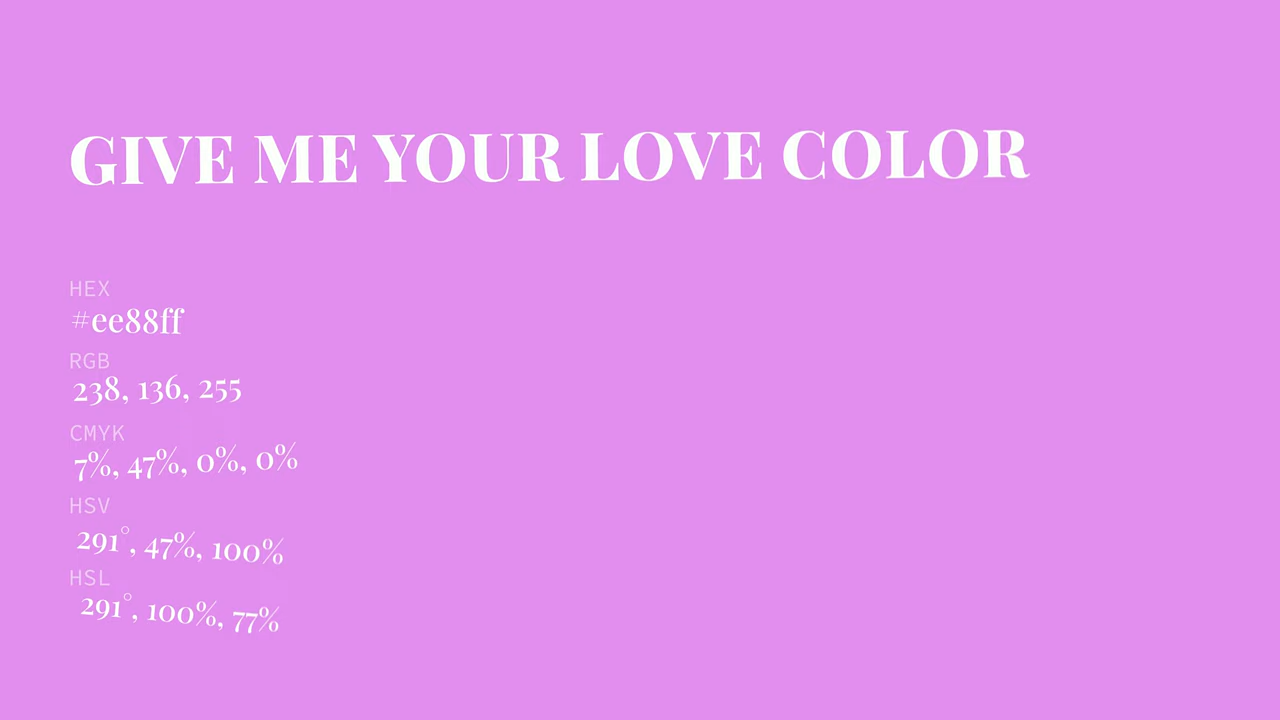 GIVE ME YOUR LOVE COLOR
HEX
#ee88ff
RGB
238, 136, 255
CMYK
7%, 47%, 0%, 0%
HSV
291°, 47%, 100%
HSL
291°, 100%, 77%